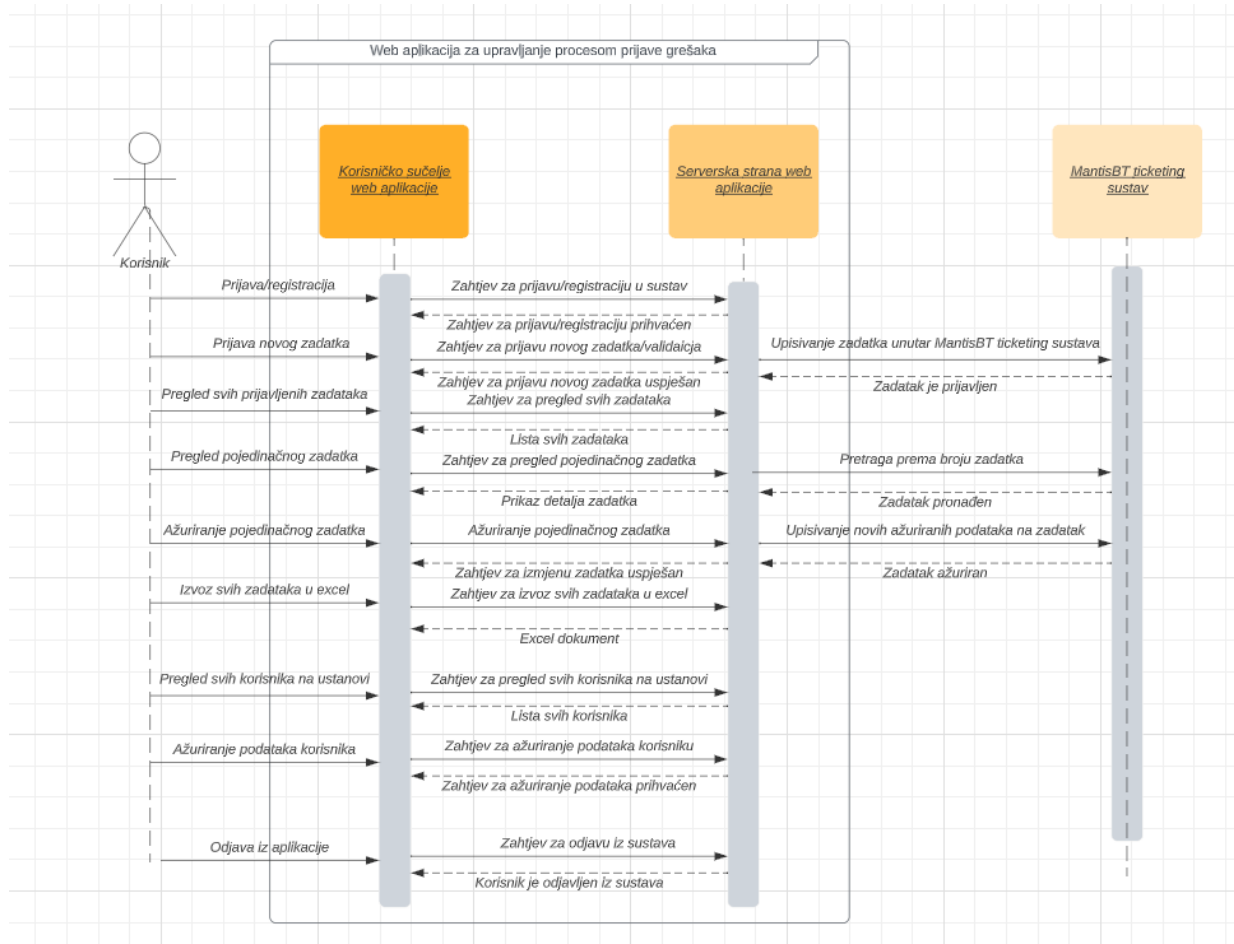 Web aplikacija za upravljanje procesom prijave grešaka
Korisničko sučelje
web aplikacije
Serverska strana web
aplikacije
MantisBT ticketing
sustav
Korisnik
Prijava/registracija
Zahtjev za prijavu/registraciju u sustav
Zahtjev za prijavu/registraciju prihvaćen
Prijava novog zadatka
Zahtjev za prijavu novog zadatka/validaicja
Upisivanje zadatka unutar MantisBT ticketing sustava
Zahtjev za prijavu novog zadatka uspješan
Zadatak je prijavljen
Pregled svih prijavljenih zadataka
Zahtjev za pregled svih zadataka
Lista svih zadataka
Pregled pojedinačnog zadatka
Zahtjev za pregled pojedinačnog zadatka
Pretraga prema broju zadatka
Prikaz detalja zadatka
Zadatak pronađen
Ažuriranje pojedinačnog zadatka
Ažuriranje pojedinačnog zadatka
Upisivanje novih ažuriranih podataka na zadatak
Zahtjev za izmjenu zadatka uspješan
Zadatak ažuriran
Izvoz svih zadataka u excel
Zahtjev za izvoz svih zadataka u excel
Excel dokument
Pregled svih korisnika na ustanovi
Zahtjev za pregled svih korisnika na ustanovi
Lista svih korisnika
Ažuriranje podataka korisnika
Zahtjev za ažuriranje podataka korisniku
Zahtjev za ažuriranje podataka prihvaćen
Odjava iz aplikacije
Zahtjev za odjavu iz sustava
Korisnik je odjavljen iz sustava